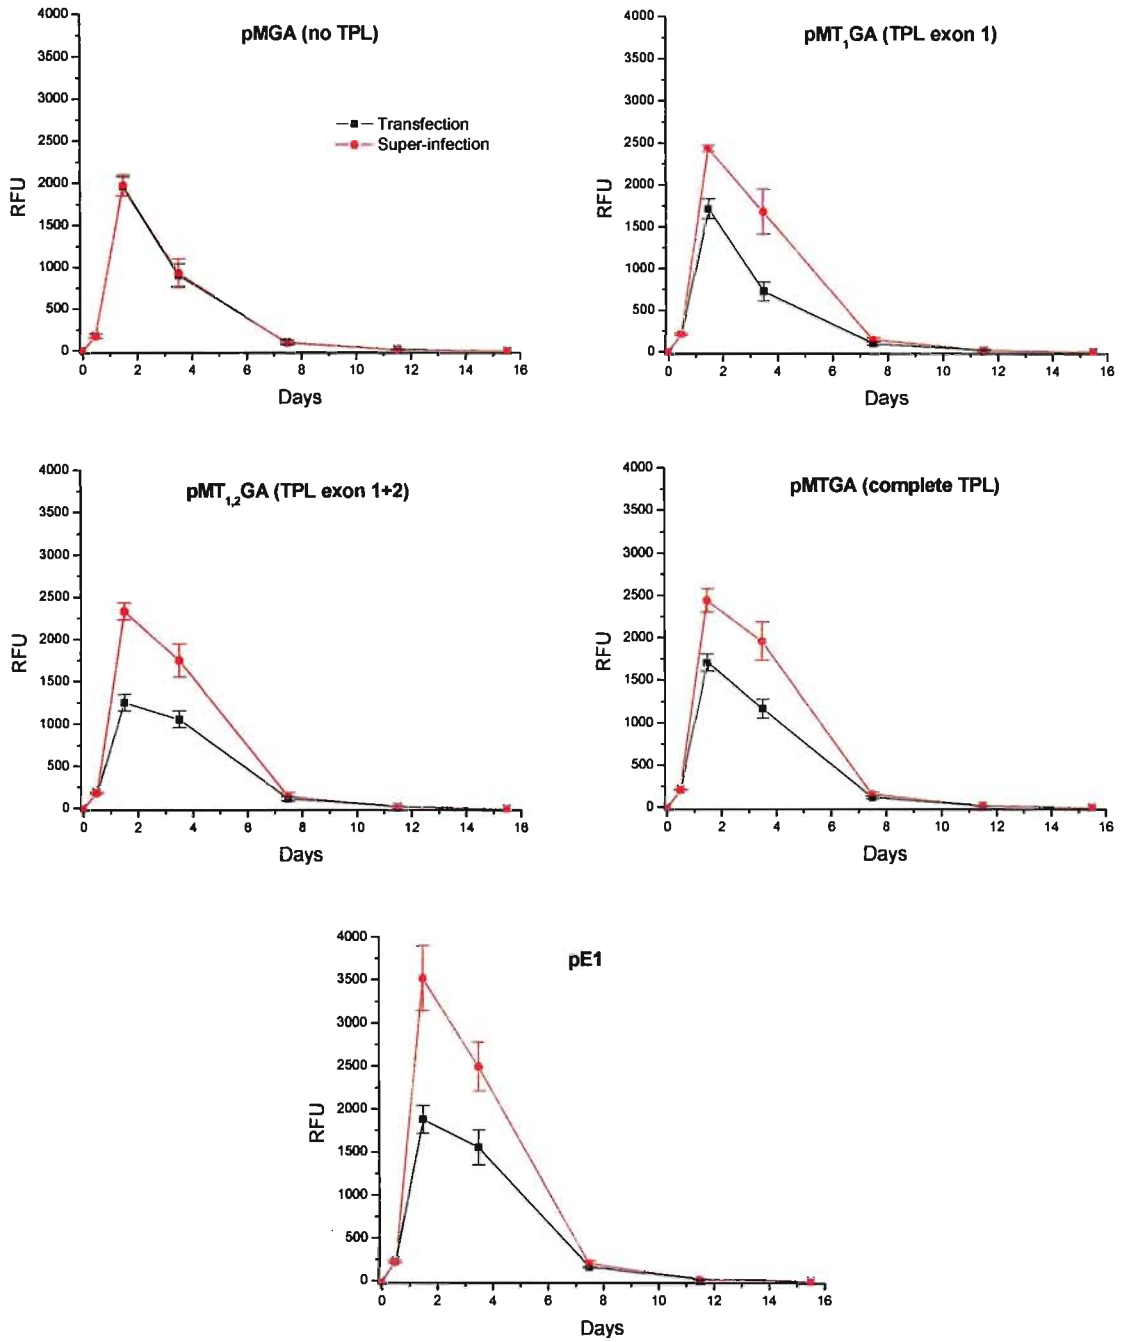 pMGA (no TPL)
4000
3500
3000
2500
2000
1500
1000
500
0
RFU
Transfection
Super-infection
0 2 4 6 8 10 12 14 16
Days
pMT₁GA (TPL exon 1)
4000
3500
3000
2500
2000
1500
1000
500
0
RFU
0 2 4 6 8 10 12 14 16
Days
pMT₁,₂GA (TPL exon 1+2)
4000
3500
3000
2500
2000
1500
1000
500
0
RFU
0 2 4 6 8 10 12 14 16
Days
pMTGA (complete TPL)
4000
3500
3000
2500
2000
1500
1000
500
0
RFU
0 2 4 6 8 10 12 14 16
Days
pE1
4000
3500
3000
2500
2000
1500
1000
500
0
RFU
0 2 4 6 8 10 12 14 16
Days